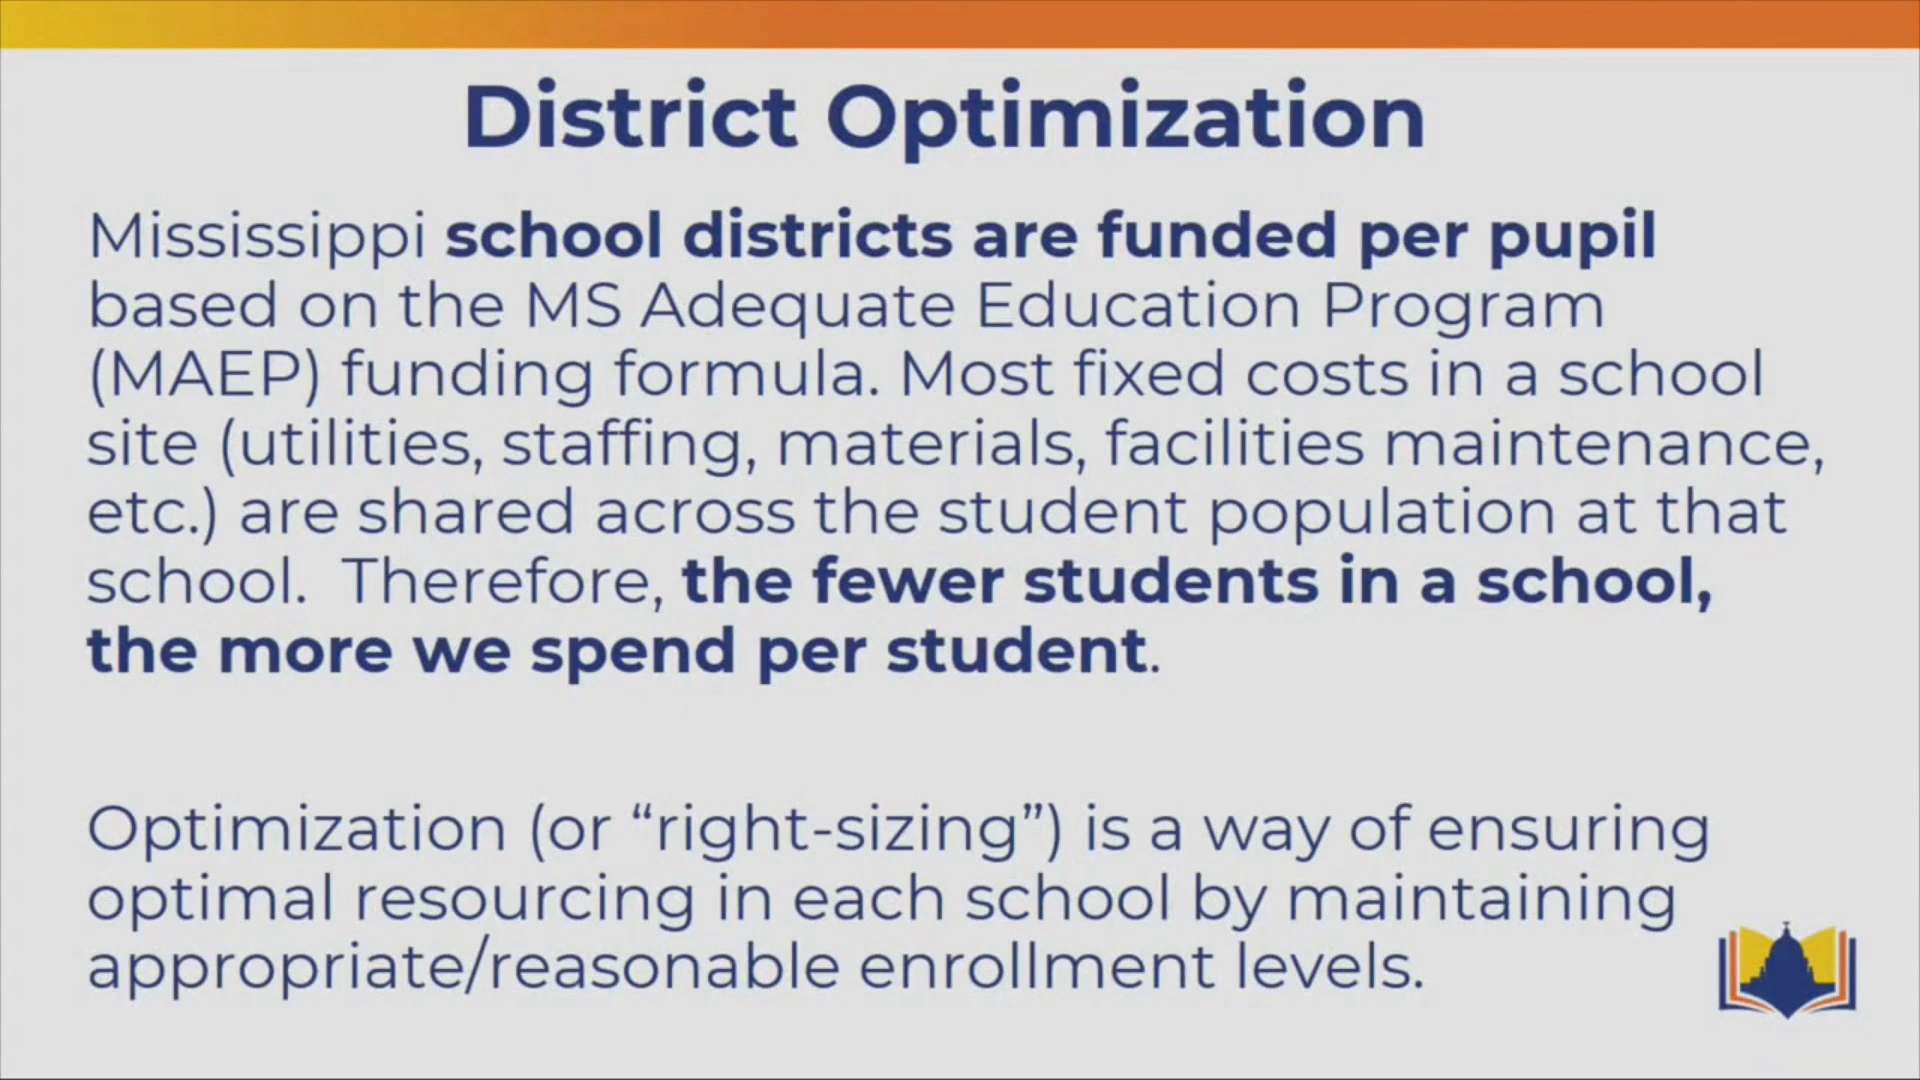 District Optimization
Mississippi school districts are funded per pupil
based on the MS Adequate Education Program
(MAEP) funding formula. Most fixed costs in a school
site (utilities, staffing, materials, facilities maintenance,
etc.) are shared across the student population at that
school.  Therefore, the fewer students in a school,
the more we spend per student.
Optimization (or “right-sizing”) is a way of ensuring
optimal resourcing in each school by maintaining
appropriate/reasonable enrollment levels.